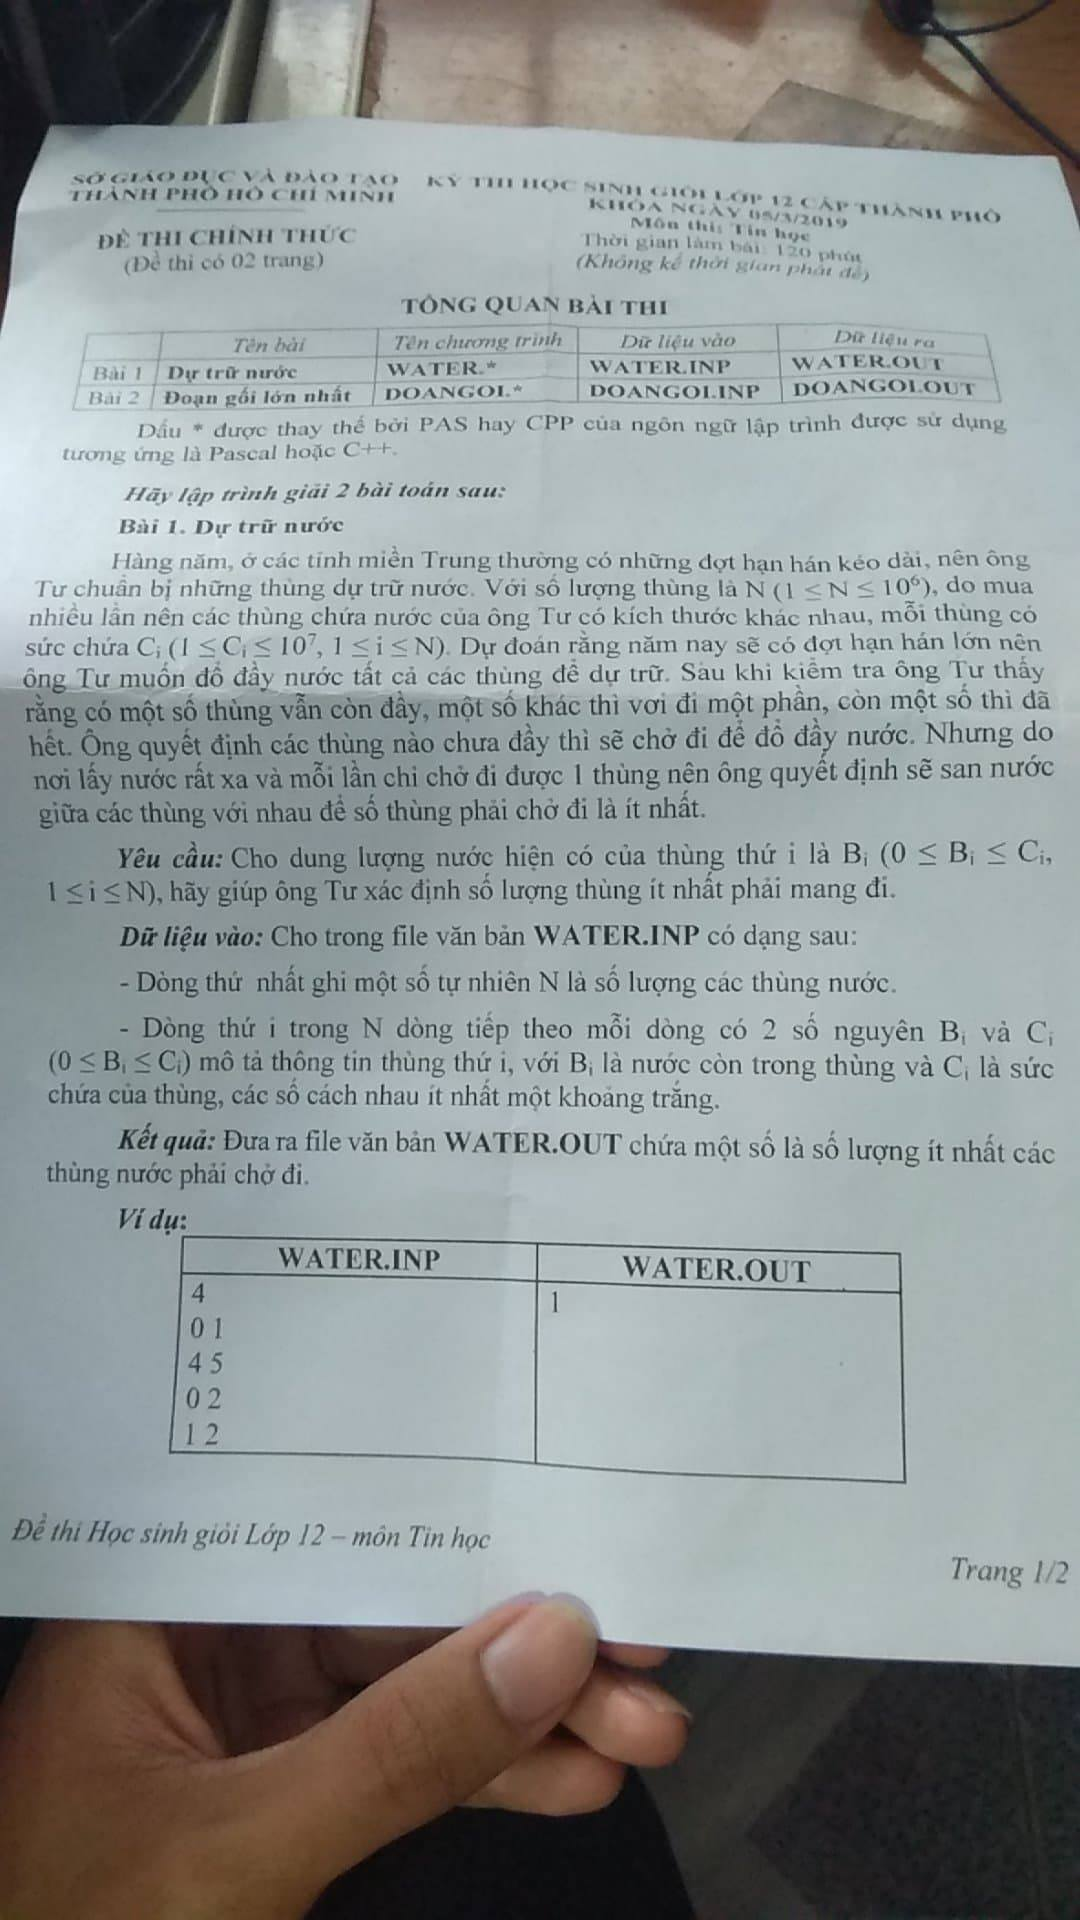 SỞ GIÁO DỤC VÀ ĐÀO TẠO
THÀNH PHỐ HỒ CHÍ MINH
KỲ THI HỌC SINH GIỎI LỚP 12 CẤP THÀNH PHỐ
KHÓA NGÀY 05/3/2019
Môn thi: Tin học
ĐỀ THI CHÍNH THỨC
Thời gian làm bài: 120 phút
(Đề thi có 02 trang)
(Không kể thời gian phát đề)
TỔNG QUAN BÀI THI
Tên bài Tên chương trình Dữ liệu vào Dữ liệu ra
Bài 1 Dự trữ nước WATER.* WATER.INP WATER.OUT
Bài 2 Đoạn gối lớn nhất DOANGOI.* DOANGOI.INP DOANGOI.OUT
Dấu * được thay thế bởi PAS hay CPP của ngôn ngữ lập trình được sử dụng
tương ứng là Pascal hoặc C++.
Hãy lập trình giải 2 bài toán sau:
Bài 1. Dự trữ nước
Hàng năm, ở các tỉnh miền Trung thường có những đợt hạn hán kéo dài, nên ông
Tư chuẩn bị những thùng dự trữ nước. Với số lượng thùng là N (1 ≤ N ≤ 10⁶), do mua
nhiều lần nên các thùng chứa nước của ông Tư có kích thước khác nhau, mỗi thùng có
sức chứa Cᵢ (1 ≤ Cᵢ ≤ 10⁷, 1 ≤ i ≤ N). Dự đoán rằng năm nay sẽ có đợt hạn hán lớn nên
ông Tư muốn đổ đầy nước tất cả các thùng để dự trữ. Sau khi kiểm tra ông Tư thấy
rằng có một số thùng vẫn còn đầy, một số khác thì vơi đi một phần, còn một số thì đã
hết. Ông quyết định các thùng nào chưa đầy thì sẽ chở đi để đổ đầy nước. Nhưng do
nơi lấy nước rất xa và mỗi lần chỉ chở đi được 1 thùng nên ông quyết định sẽ san nước
giữa các thùng với nhau để số thùng phải chở đi là ít nhất.
Yêu cầu: Cho dung lượng nước hiện có của thùng thứ i là Bᵢ (0 ≤ Bᵢ ≤ Cᵢ,
1 ≤ i ≤ N), hãy giúp ông Tư xác định số lượng thùng ít nhất phải mang đi.
Dữ liệu vào: Cho trong file văn bản WATER.INP có dạng sau:
- Dòng thứ nhất ghi một số tự nhiên N là số lượng các thùng nước.
- Dòng thứ i trong N dòng tiếp theo mỗi dòng có 2 số nguyên Bᵢ và Cᵢ
(0 ≤ Bᵢ ≤ Cᵢ) mô tả thông tin thùng thứ i, với Bᵢ là nước còn trong thùng và Cᵢ là sức
chứa của thùng, các số cách nhau ít nhất một khoảng trắng.
Kết quả: Đưa ra file văn bản WATER.OUT chứa một số là số lượng ít nhất các
thùng nước phải chở đi.
Ví dụ:
WATER.INP WATER.OUT
4 1
0 1
4 5
0 2
1 2
Đề thi Học sinh giỏi Lớp 12 – môn Tin học
Trang 1/2